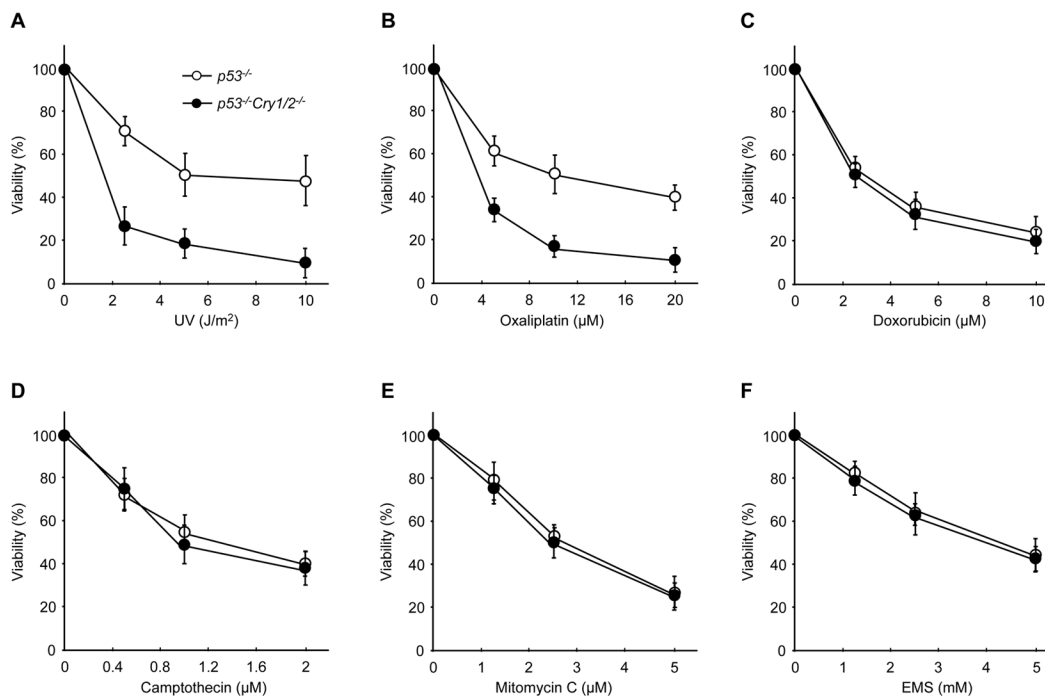 A
Viability (%)
100
80
60
40
20
0
0 2 4 6 8 10
UV (J/m²)
p53-/-
p53-/-Cry1/2-/-
B
Viability (%)
100
80
60
40
20
0
0 4 8 12 16 20
Oxaliplatin (µM)
C
Viability (%)
100
80
60
40
20
0
0 2 4 6 8 10
Doxorubicin (µM)
D
Viability (%)
100
80
60
40
20
0
0 0.4 0.8 1.2 1.6 2
Camptothecin (µM)
E
Viability (%)
100
80
60
40
20
0
0 1 2 3 4 5
Mitomycin C (µM)
F
Viability (%)
100
80
60
40
20
0
0 1 2 3 4 5
EMS (mM)